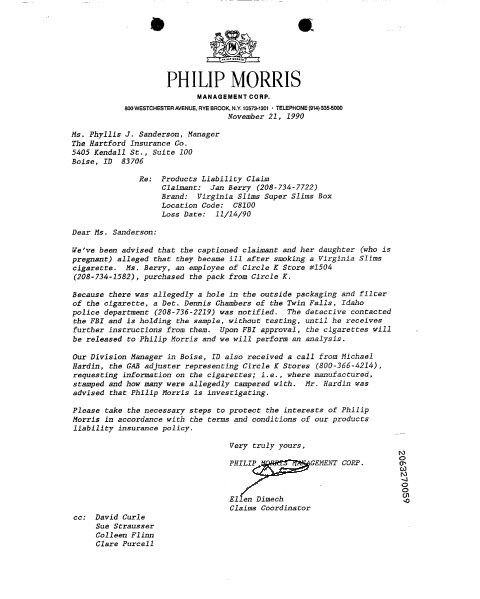 PHILIP MORRIS
MANAGEMENT CORP.
800 WESTCHESTER AVENUE, RYE BROOK, N.Y. 10573-1301 · TELEPHONE (914) 335-5000
November 21, 1990
Ms. Phyllis J. Sanderson, Manager
The Hartford Insurance Co.
5405 Kendall St., Suite 100
Boise, ID 83706
Re: Products Liability Claim
Claimant: Jan Berry (208-734-7722)
Brand: Virginia Slims Super Slims Box
Location Code: C8100
Loss Date: 11/14/90
Dear Ms. Sanderson:
We've been advised that the captioned claimant and her daughter (who is
pregnant) alleged that they became ill after smoking a Virginia Slims
cigarette. Ms. Berry, an employee of Circle K Store #1504
(208-734-1582), purchased the pack from Circle K.
Because there was allegedly a hole in the outside packaging and filter
of the cigarette, a Det. Dennis Chambers of the Twin Falls, Idaho
police department (208-736-2219) was notified. The detective contacted
the FBI and is holding the sample, without testing, until he receives
further instructions from them. Upon FBI approval, the cigarettes will
be released to Philip Morris and we will perform an analysis.
Our Division Manager in Boise, ID also received a call from Michael
Hardin, the GAB adjuster representing Circle K Stores (800-366-4214),
requesting information on the cigarettes; i.e., where manufactured,
stamped and how many were allegedly tampered with. Mr. Hardin was
advised that Philip Morris is investigating.
Please take the necessary steps to protect the interests of Philip
Morris in accordance with the terms and conditions of our products
liability insurance policy.
Very truly yours,
PHILIP MORRIS MANAGEMENT CORP.
Ellen Dimech
Claims Coordinator
cc: David Curle
Sue Strausser
Colleen Flinn
Clare Purcell
2063270059